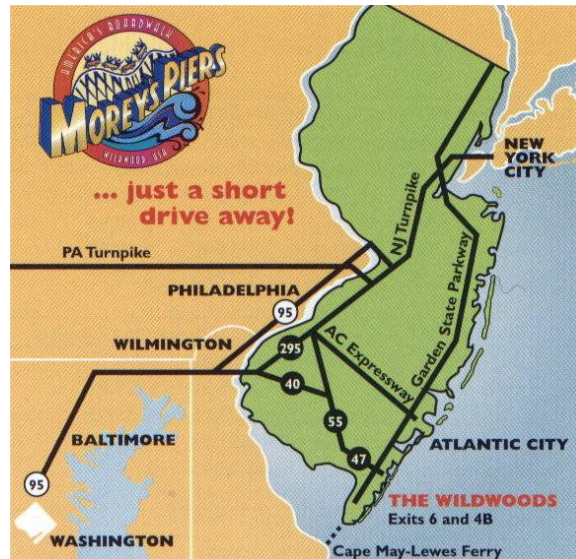 AMERICA'S BOARDWALK
MOREY'S PIERS
WILDWOOD, USA
... just a short
drive away!
NEW
YORK
CITY
NJ Turnpike
PA Turnpike
PHILADELPHIA
95
Garden State Parkway
WILMINGTON
295
AC Expressway
40
55
BALTIMORE
47
ATLANTIC CITY
95
THE WILDWOODS
Exits 6 and 4B
WASHINGTON
Cape May-Lewes Ferry